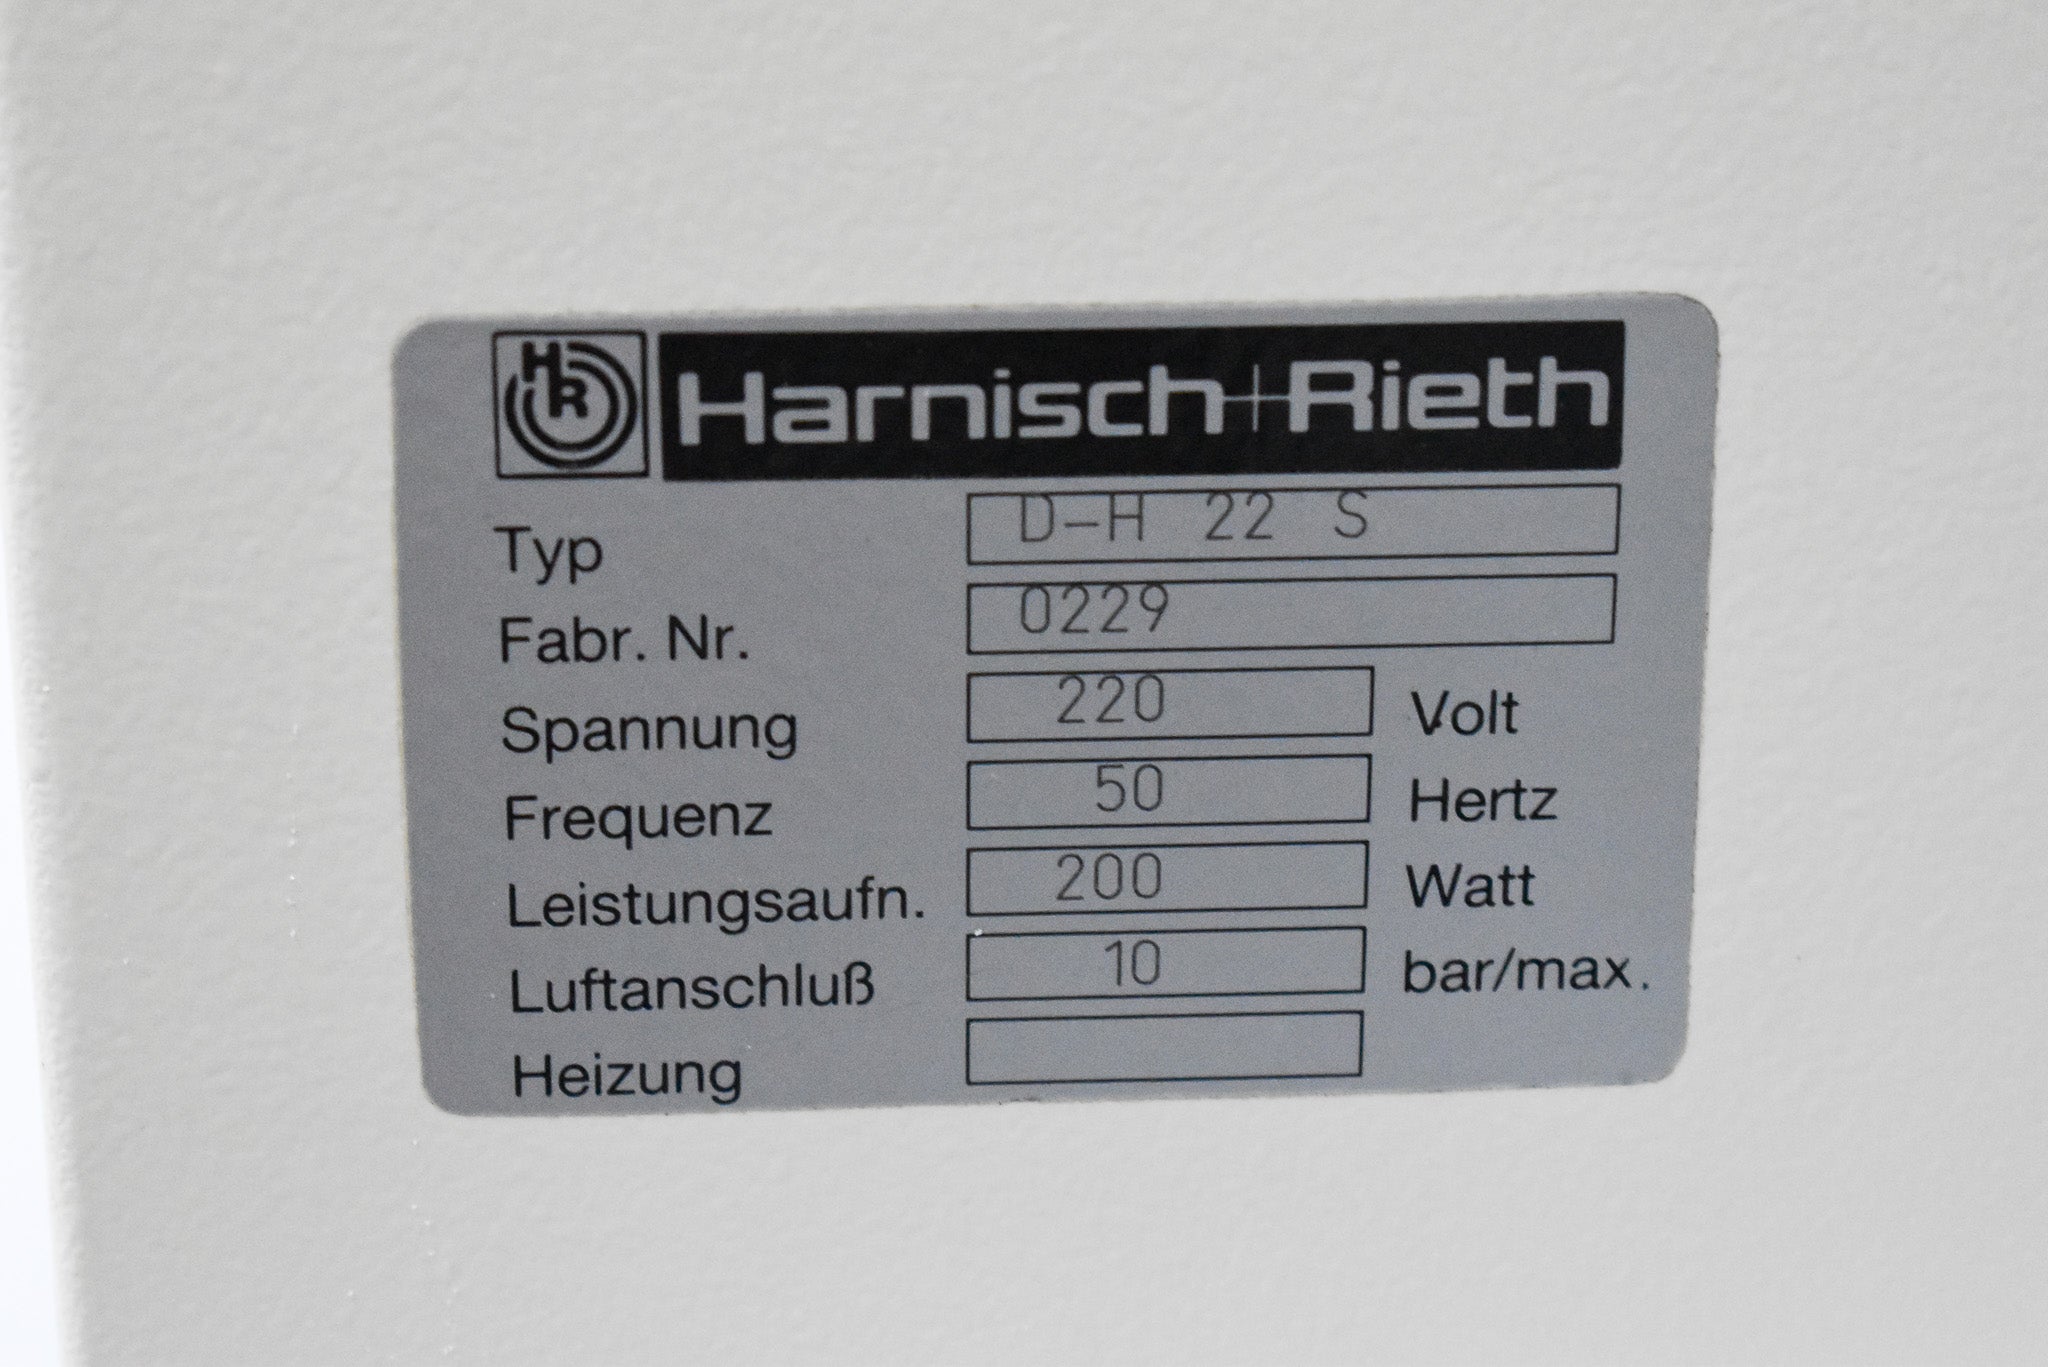 HR Harnisch+Rieth
Typ D-H 22 S
Fabr. Nr. 0229
Spannung 220 Volt
Frequenz 50 Hertz
Leistungsaufn. 200 Watt
Luftanschluß 10 bar/max.
Heizung